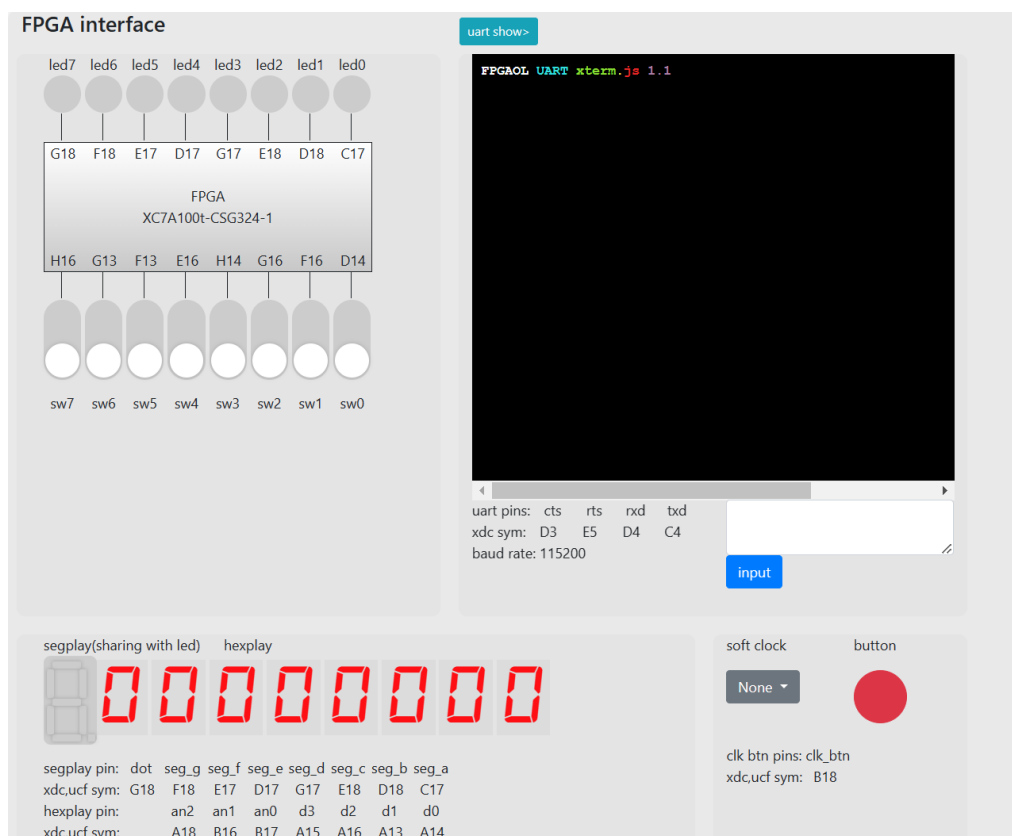 FPGA interface
uart show>
led7 led6 led5 led4 led3 led2 led1 led0
G18 F18 E17 D17 G17 E18 D18 C17
FPGA
XC7A100t-CSG324-1
H16 G13 F13 E16 H14 G16 F16 D14
sw7 sw6 sw5 sw4 sw3 sw2 sw1 sw0
FPGAOL UART xterm.js 1.1
uart pins: cts rts rxd txd
xdc sym: D3 E5 D4 C4
baud rate: 115200
input
segplay(sharing with led) hexplay
00000000
segplay pin: dot seg_g seg_f seg_e seg_d seg_c seg_b seg_a
xdc,ucf sym: G18 F18 E17 D17 G17 E18 D18 C17
hexplay pin: an2 an1 an0 d3 d2 d1 d0
xdc,ucf sym: A18 B16 B17 A15 A16 A13 A14
soft clock button
None
clk btn pins: clk_btn
xdc,ucf sym: B18